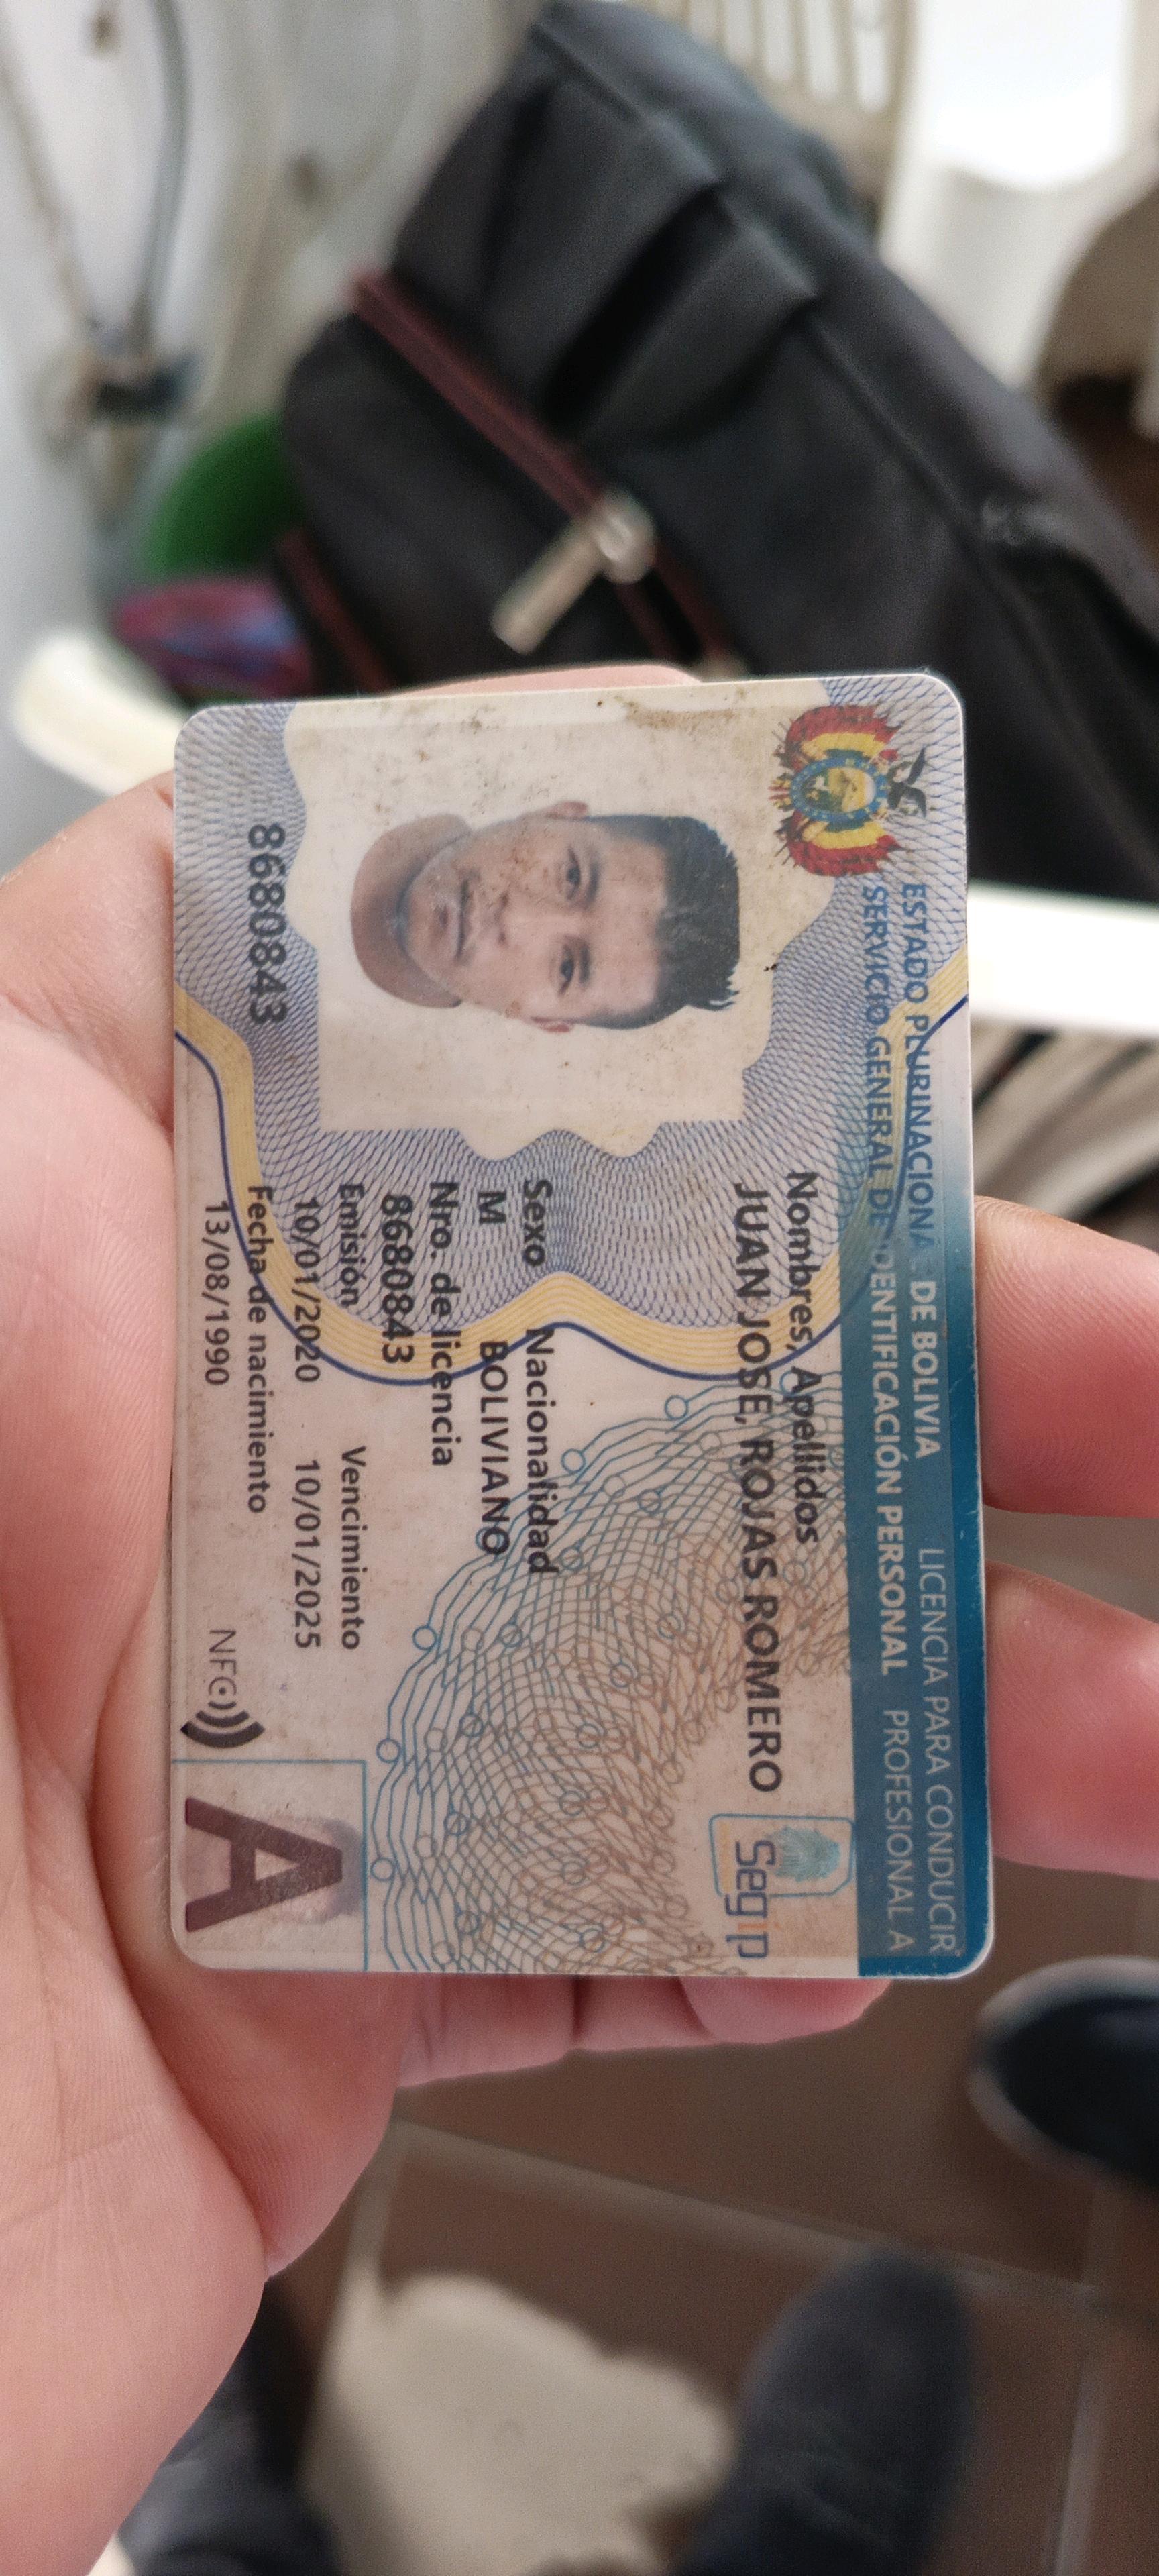 ESTADO PLURINACIONAL DE BOLIVIA LICENCIA PARA CONDUCIR
SERVICIO GENERAL DE IDENTIFICACIÓN PERSONAL PROFESIONAL A
Nombres, Apellidos
JUAN JOSE, ROJAS ROMERO
Segip
Sexo Nacionalidad
M BOLIVIANO
Nro. de licencia
8680843
Emisión Vencimiento
10/01/2020 10/01/2025
Fecha de nacimiento
13/08/1990
8680843
NFC
A